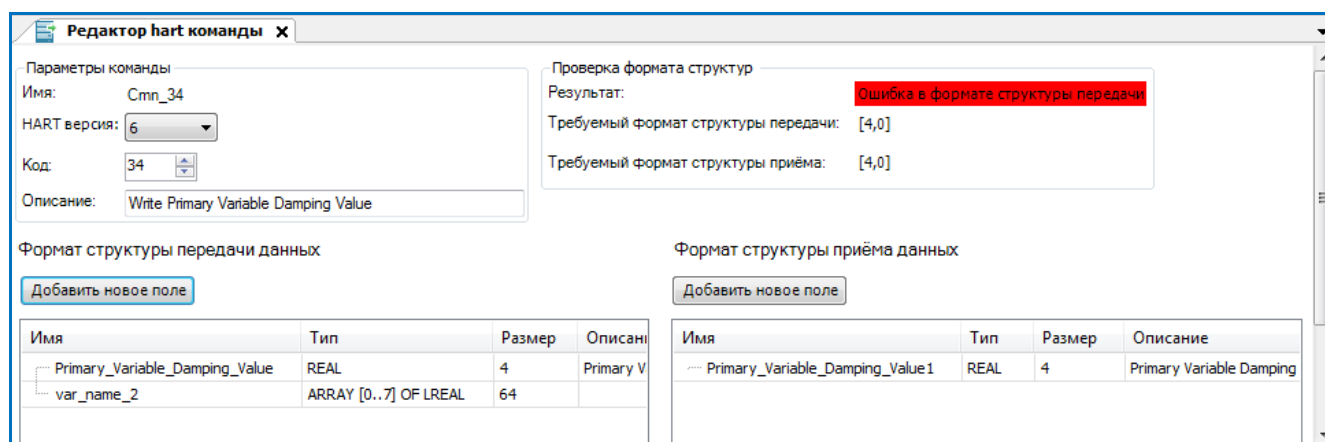 Редактор hart команды x
Параметры команды
Имя: Cmn_34
HART версия: 6
Код: 34
Описание: Write Primary Variable Damping Value
Проверка формата структур
Результат: Ошибка в формате структуры передачи
Требуемый формат структуры передачи: [4,0]
Требуемый формат структуры приёма: [4,0]
Формат структуры передачи данных
Добавить новое поле
Имя Тип Размер Описані
Primary_Variable_Damping_Value REAL 4 Primary V
var_name_2 ARRAY [0..7] OF LREAL 64
Формат структуры приёма данных
Добавить новое поле
Имя Тип Размер Описание
Primary_Variable_Damping_Value1 REAL 4 Primary Variable Damping